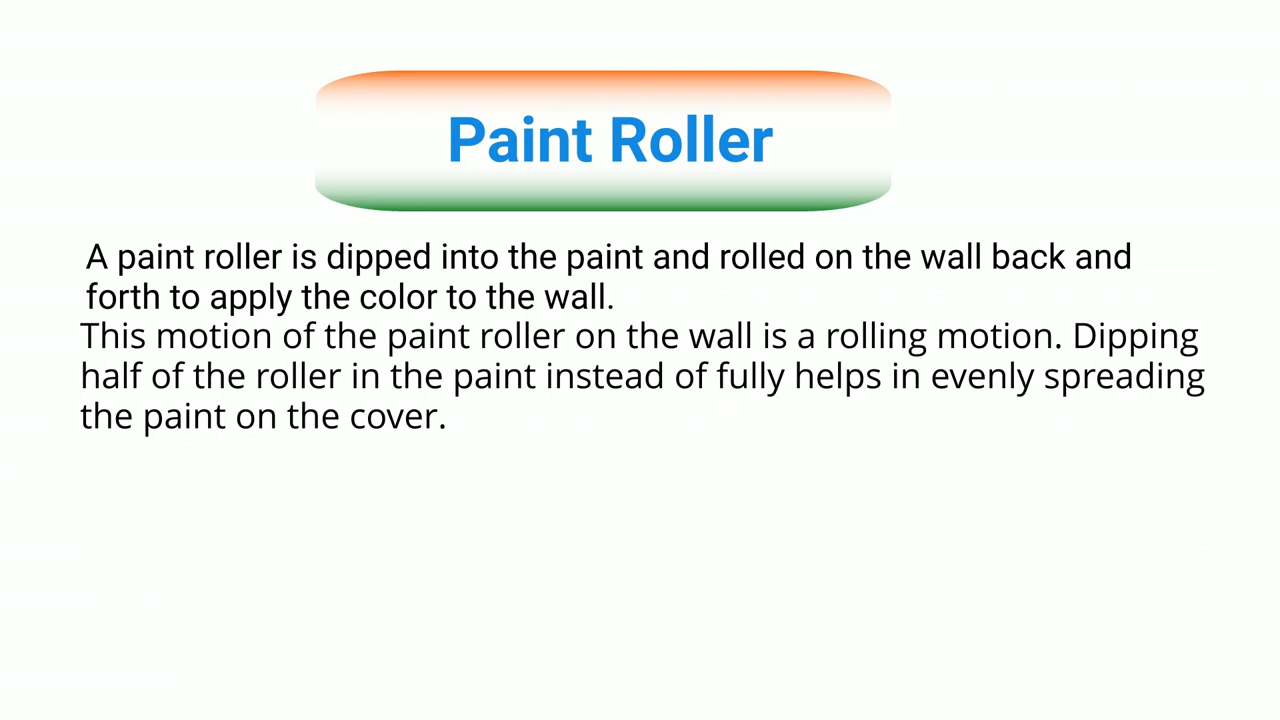 Paint Roller
A paint roller is dipped into the paint and rolled on the wall back and
forth to apply the color to the wall.
This motion of the paint roller on the wall is a rolling motion. Dipping
half of the roller in the paint instead of fully helps in evenly spreading
the paint on the cover.